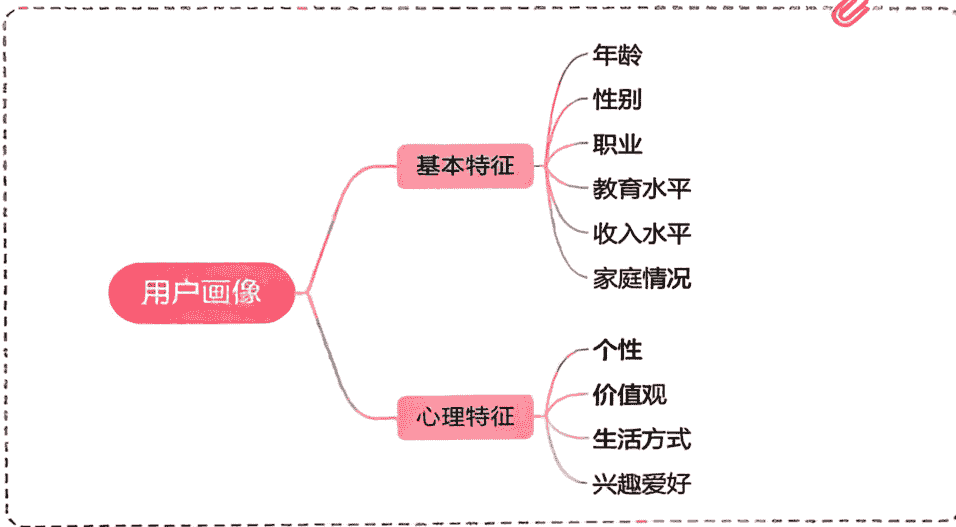 用户画像
基本特征
年龄
性别
职业
教育水平
收入水平
家庭情况
心理特征
个性
价值观
生活方式
兴趣爱好